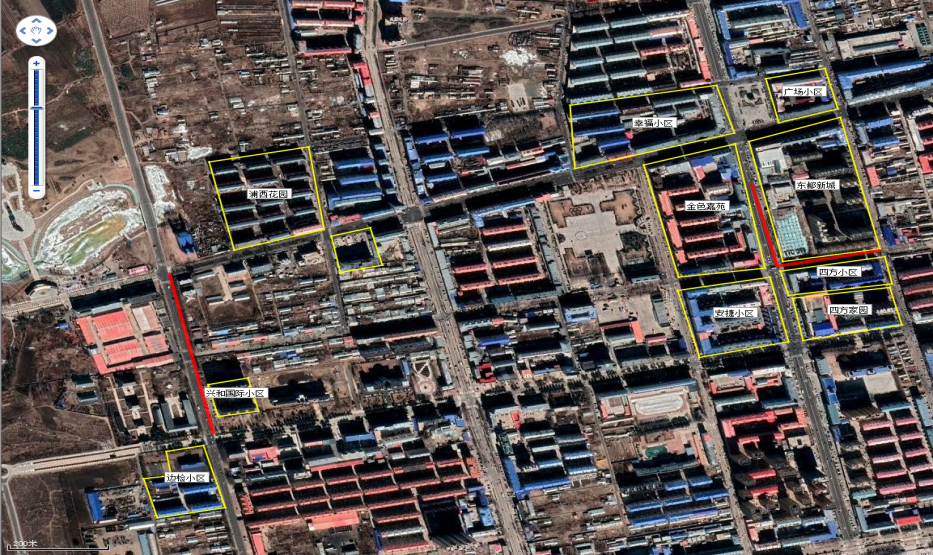 广场小区
幸福小区
东邮新城
浦西花园
金色嘉苑
四方小区
安捷小区
四方家园
兴和国际小区
边检小区
200米